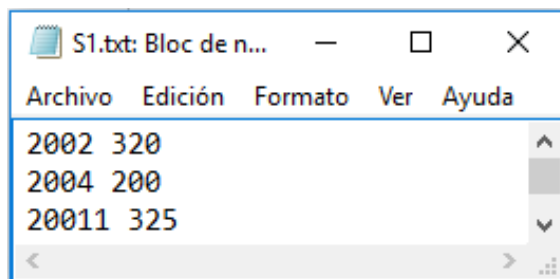 S1.txt: Bloc de n...
Archivo Edición Formato Ver Ayuda
2002 320
2004 200
20011 325